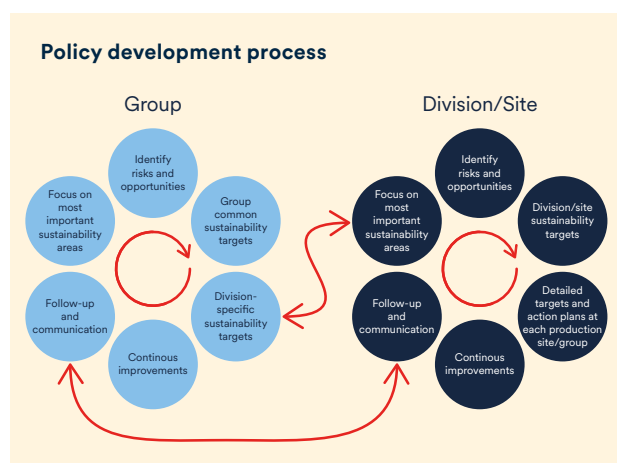 Policy development process
Group
Identify
risks and
opportunities
Group
common
sustainability
targets
Division-
specific
sustainability
targets
Continous
improvements
Follow-up
and
communication
Focus on
most
important
sustainability
areas
Division/Site
Identify
risks and
opportunities
Division/site
sustainability
targets
Detailed
targets and
action plans at
each production
site/group
Continous
improvements
Follow-up
and
communication
Focus on
most
important
sustainability
areas